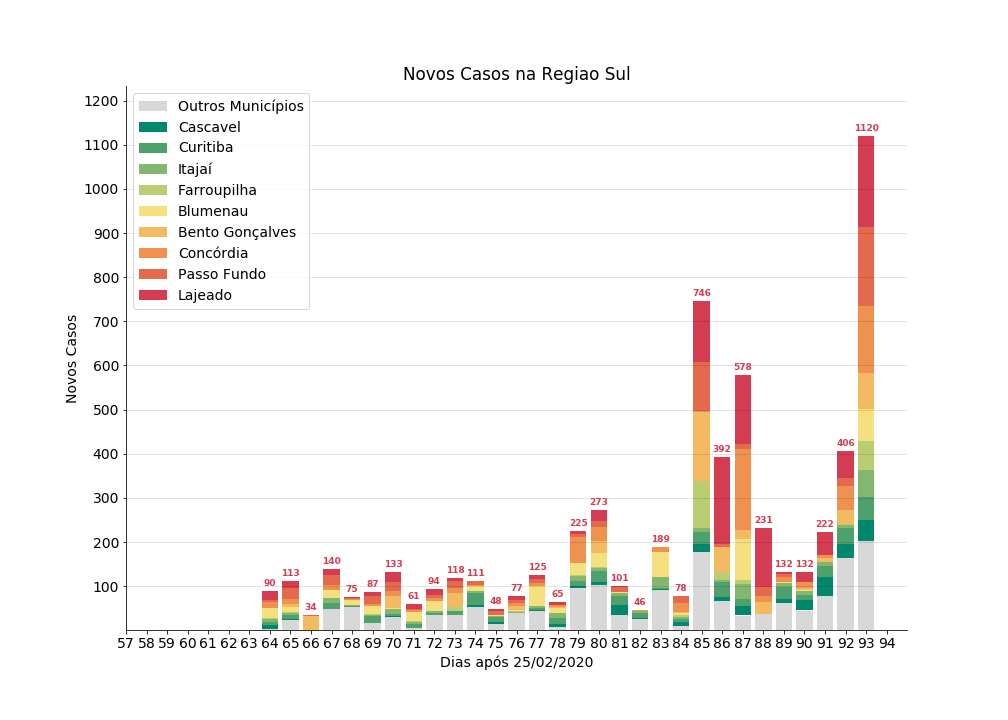 Novos Casos na Regiao Sul
Novos Casos
1200
1100
1000
900
800
700
600
500
400
300
200
100
Outros Municípios
Cascavel
Curitiba
Itajaí
Farroupilha
Blumenau
Bento Gonçalves
Concórdia
Passo Fundo
Lajeado
90 113 34 140 75 87 133 61 94 118 111 48 77 125 65 225 273 101 46 189 78 746 392 578 231 132 132 222 406 1120
57 58 59 60 61 62 63 64 65 66 67 68 69 70 71 72 73 74 75 76 77 78 79 80 81 82 83 84 85 86 87 88 89 90 91 92 93 94
Dias após 25/02/2020